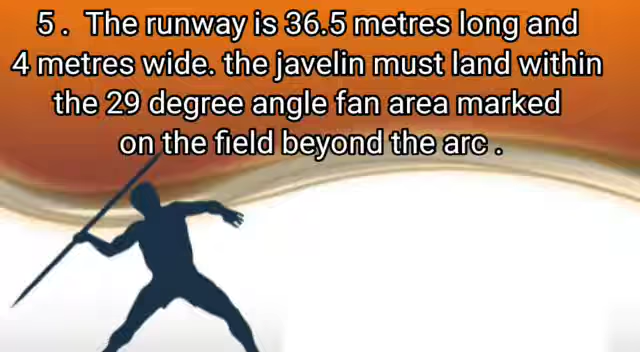 5 . The runway is 36.5 metres long and
4 metres wide. the javelin must land within
the 29 degree angle fan area marked
on the field beyond the arc .